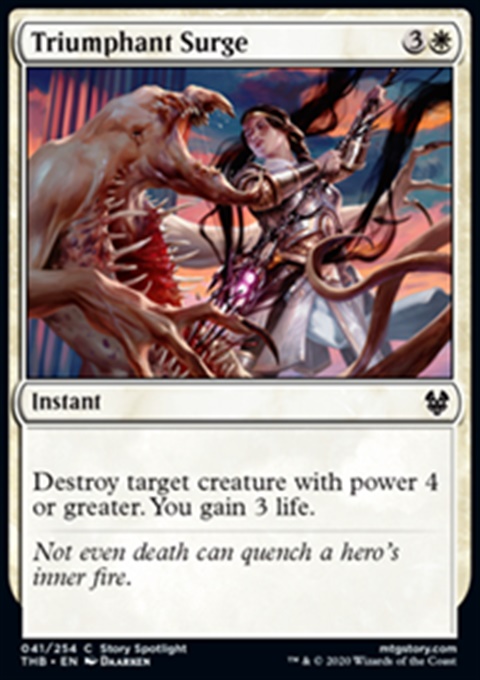 Triumphant Surge 3
Instant
Destroy target creature with power 4
or greater. You gain 3 life.
Not even death can quench a hero's
inner fire.
041/254 C Story Spotlight mtgstory.com
THB • EN Daarken ™ & © 2020 Wizards of the Coast